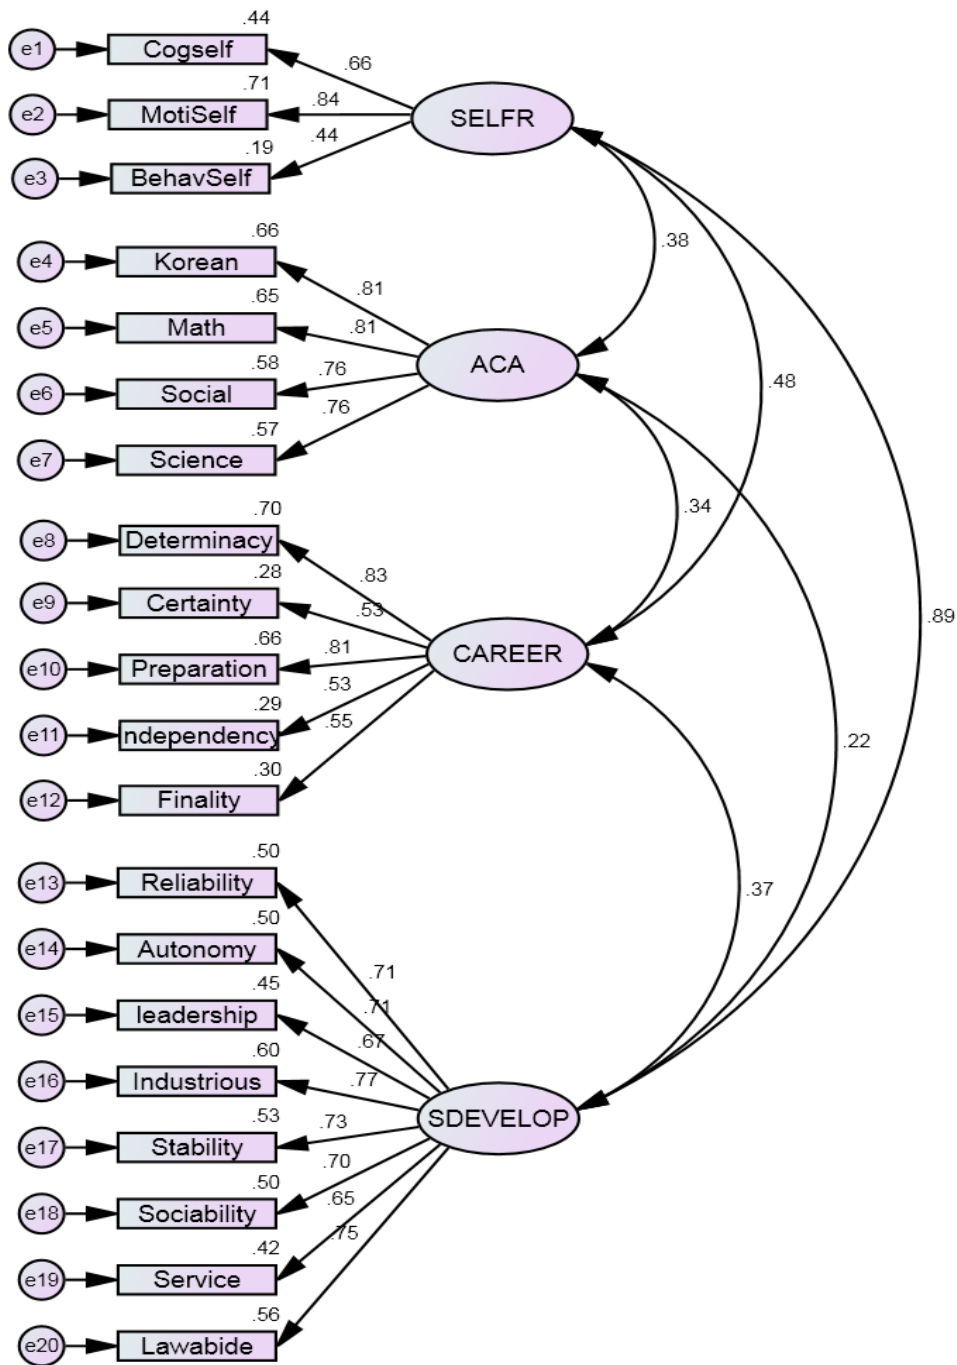 .44
e1 Cogself
.66
.71
e2 MotiSelf
.84
SELFR
.19
.44
e3 BehavSelf
.66
e4 Korean
.38
.81
.65
e5 Math
.81
.58
ACA
e6 Social
.76
.48
.57
.76
e7 Science
.70
.34
e8 Determinacy
.83
.28
e9 Certainty
.53
.89
.66
e10 Preparation
.81
CAREER
.29
.53
e11 ndependency
.55
.22
.30
e12 Finality
.50
e13 Reliability
.37
.50
e14 Autonomy
.71
.45
.71
e15 leadership
.67
.60
e16 Industrious
.77
SDEVELOP
.53
.73
e17 Stability
.50
.70
e18 Sociability
.65
.42
.75
e19 Service
.56
e20 Lawabide